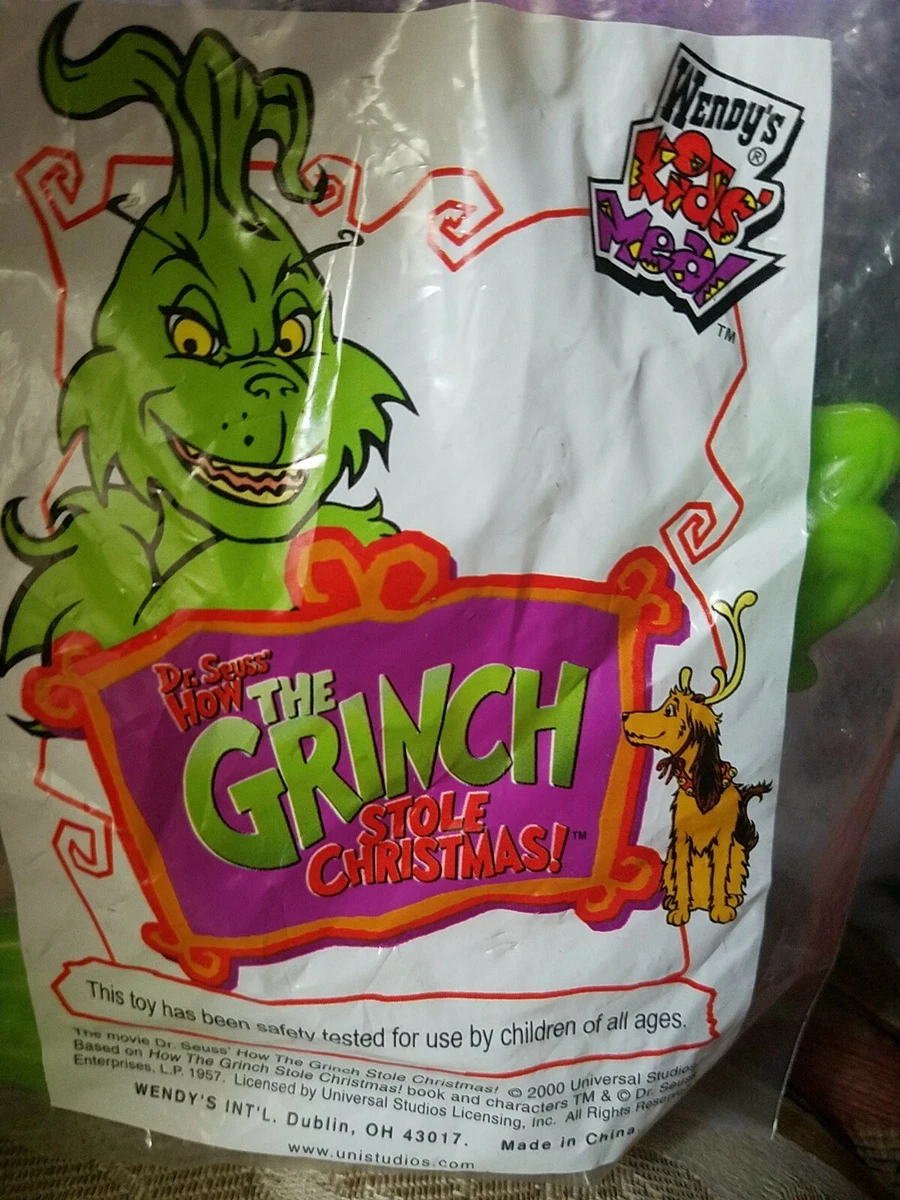 WENDY'S®
Kids'
Meal
TM
Dr. Seuss'
HOW THE
GRINCH
STOLE
CHRISTMAS!™
This toy has been safety tested for use by children of all ages.
The movie Dr. Seuss' How The Grinch Stole Christmas! © 2000 Universal Studios
Based on How The Grinch Stole Christmas! book and characters TM & © Dr. Seuss
Enterprises, L.P. 1957. Licensed by Universal Studios Licensing, Inc. All Rights
WENDY'S INT'L. Dublin, OH 43017. Made in China.
www.unistudios.com